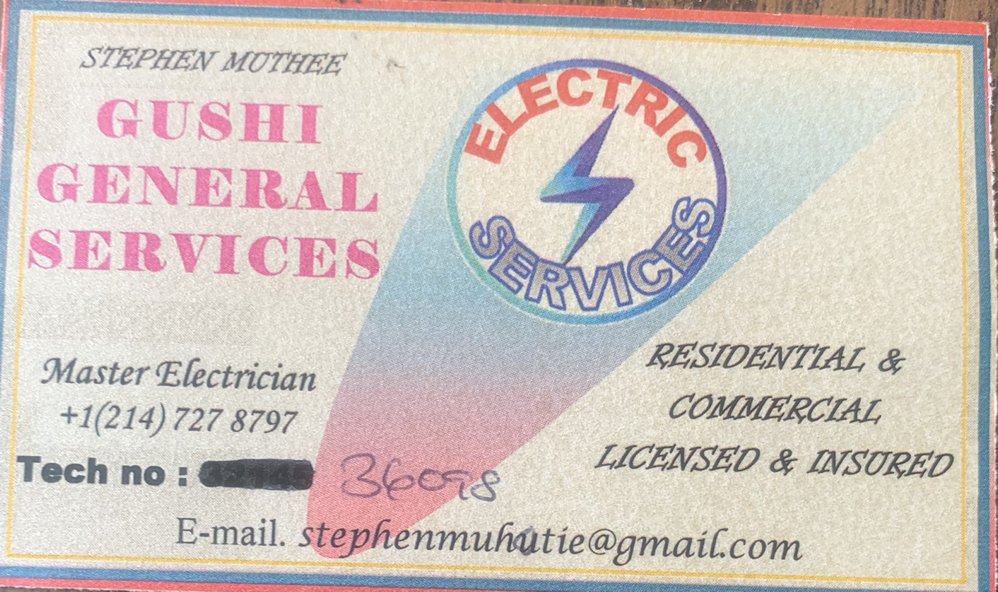 STEPHEN MUTHEE
GUSHI
GENERAL
SERVICES
ELECTRIC
SERVICES
Master Electrician
+1(214) 727 8797
Tech no : 36098
RESIDENTIAL &
COMMERCIAL
LICENSED & INSURED
E-mail. stephenmuhutie@gmail.com